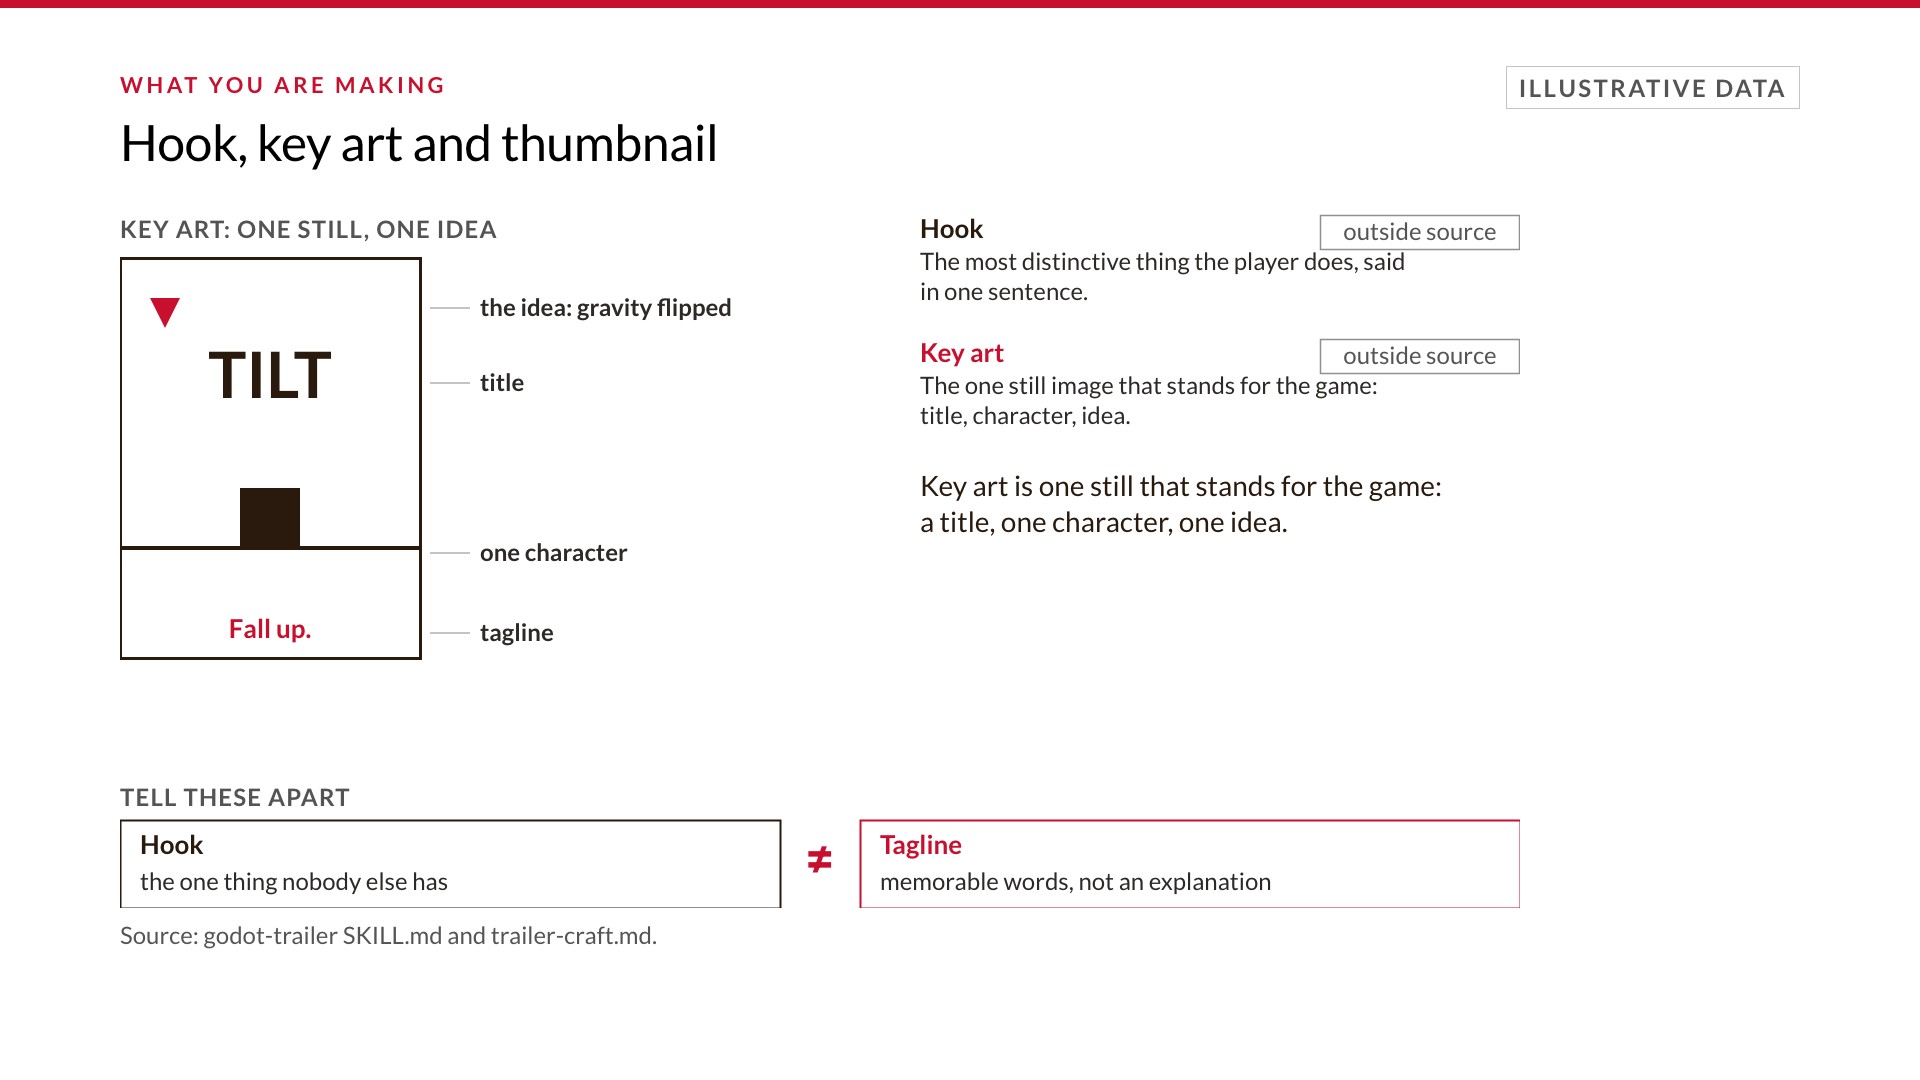 WHAT YOU ARE MAKING
ILLUSTRATIVE DATA
Hook, key art and thumbnail
KEY ART: ONE STILL, ONE IDEA
TILT
Fall up.
the idea: gravity flipped
title
one character
tagline
Hook
outside source
The most distinctive thing the player does, said
in one sentence.
Key art
outside source
The one still image that stands for the game:
title, character, idea.
Key art is one still that stands for the game:
a title, one character, one idea.
TELL THESE APART
Hook
the one thing nobody else has
≠
Tagline
memorable words, not an explanation
Source: godot-trailer SKILL.md and trailer-craft.md.